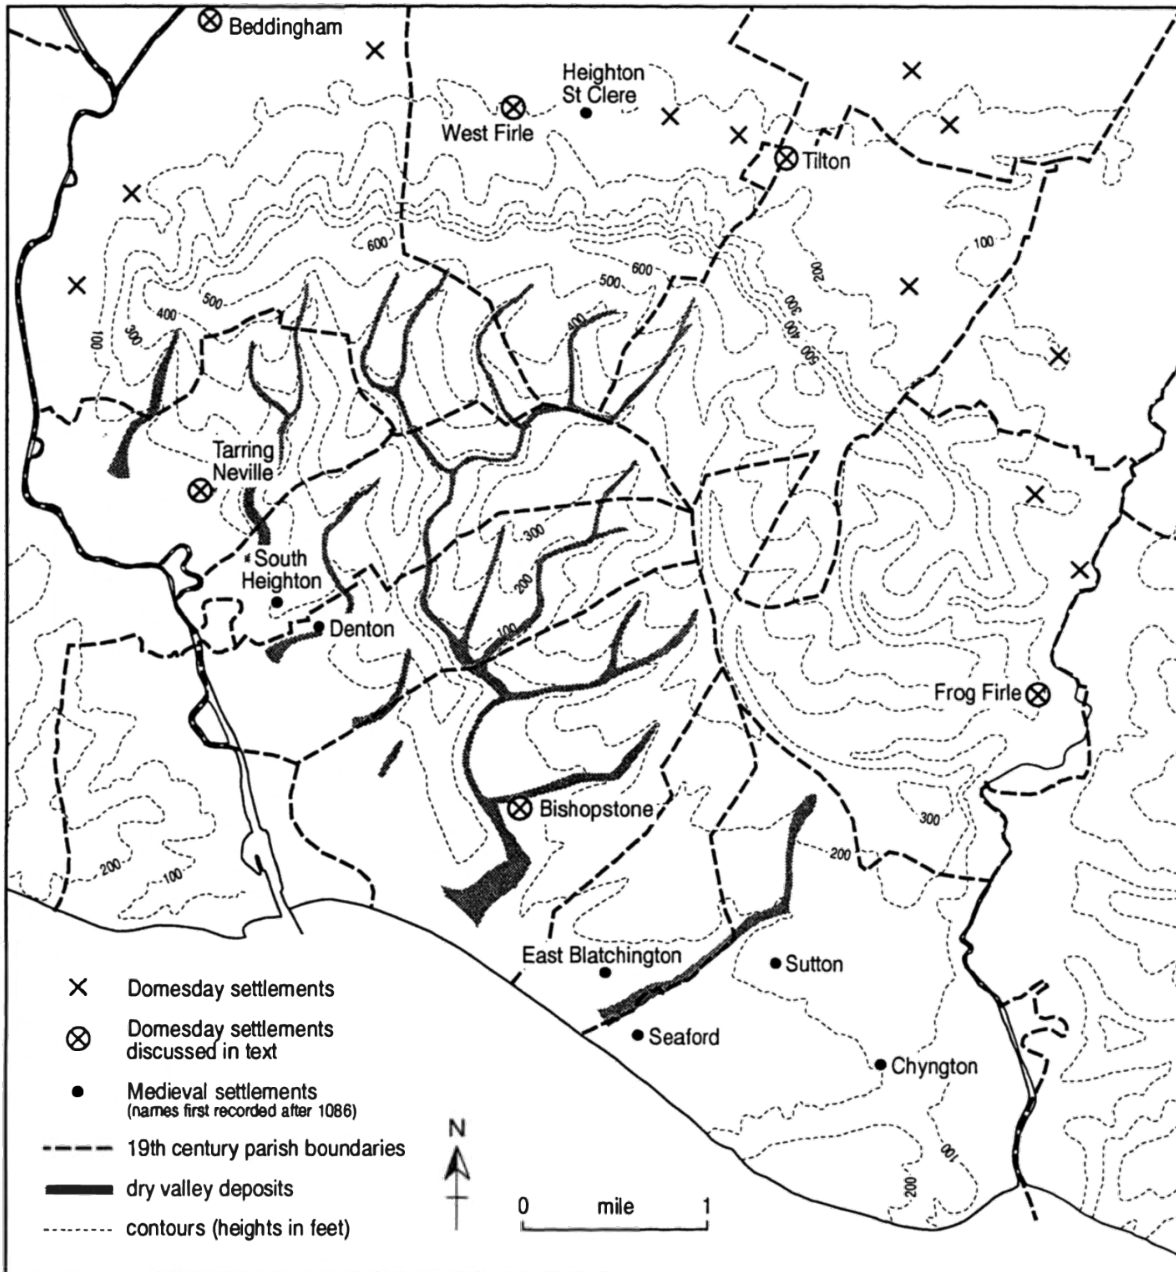 Beddingham
Heighton
St Clere
West Firle
Tilton
100
200
600
600
500
500
400
400
300
100
300
400
500
Tarring
Neville
300
South
Heighton
200
100
Denton
Frog Firle
Bishopstone
300
200
200
100
East Blatchington
Sutton
Seaford
Chyngton
100
200
Domesday settlements
Domesday settlements
discussed in text
Medieval settlements
(names first recorded after 1086)
19th century parish boundaries
dry valley deposits
contours (heights in feet)
N
0 mile 1